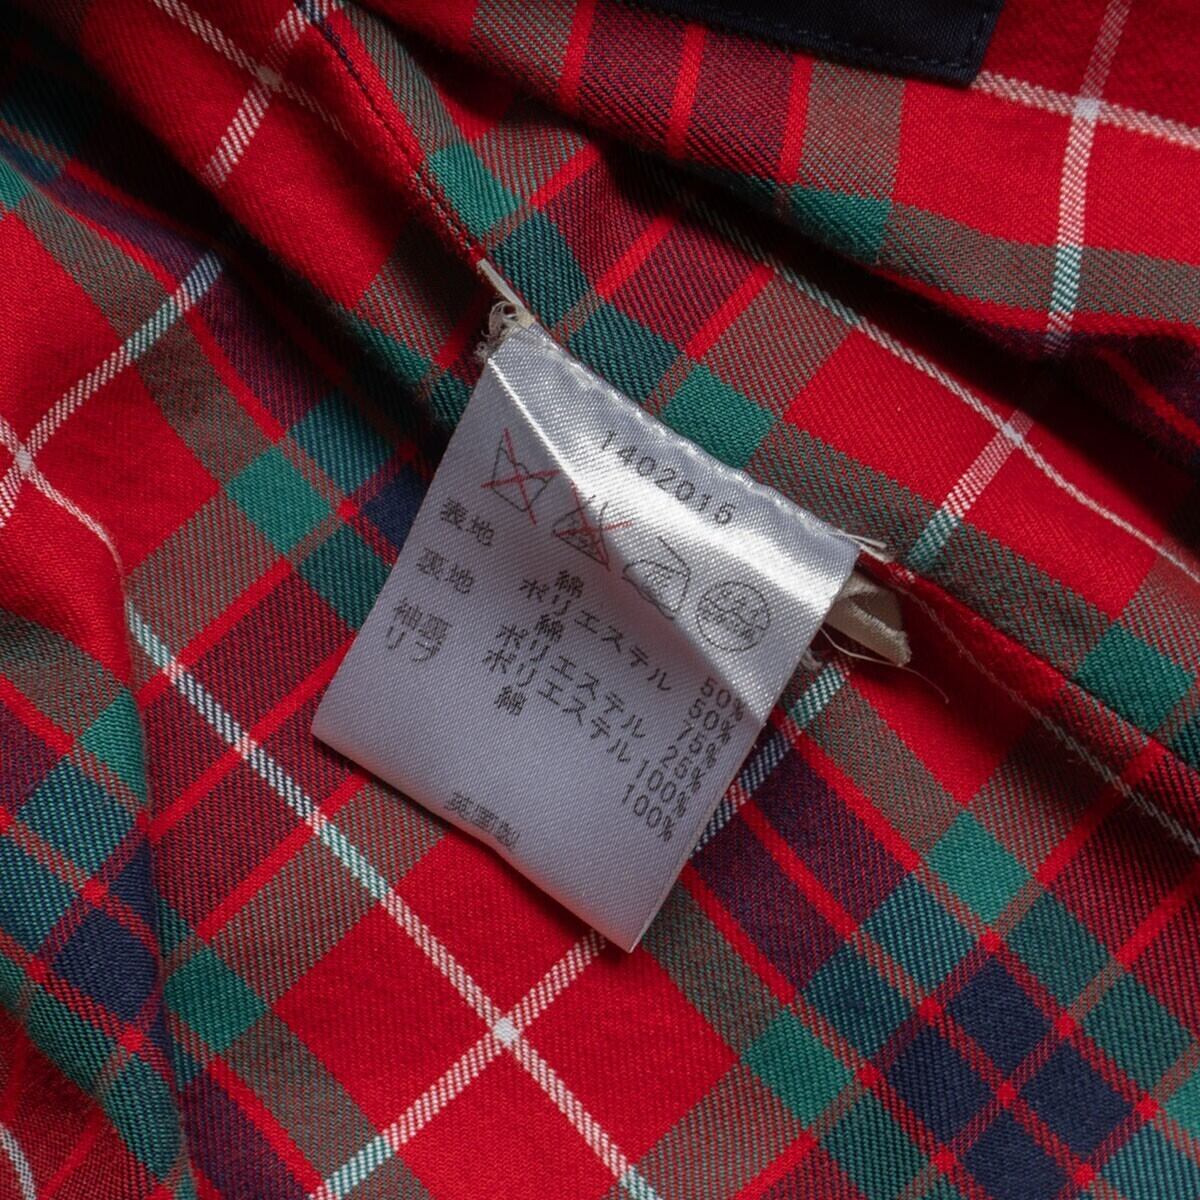 1402016
表地 綿 50%
ポリエステル 50%
裏地 綿 75%
ポリエステル 25%
袖裏 ポリエステル 100%
リブ 綿 100%
英国製